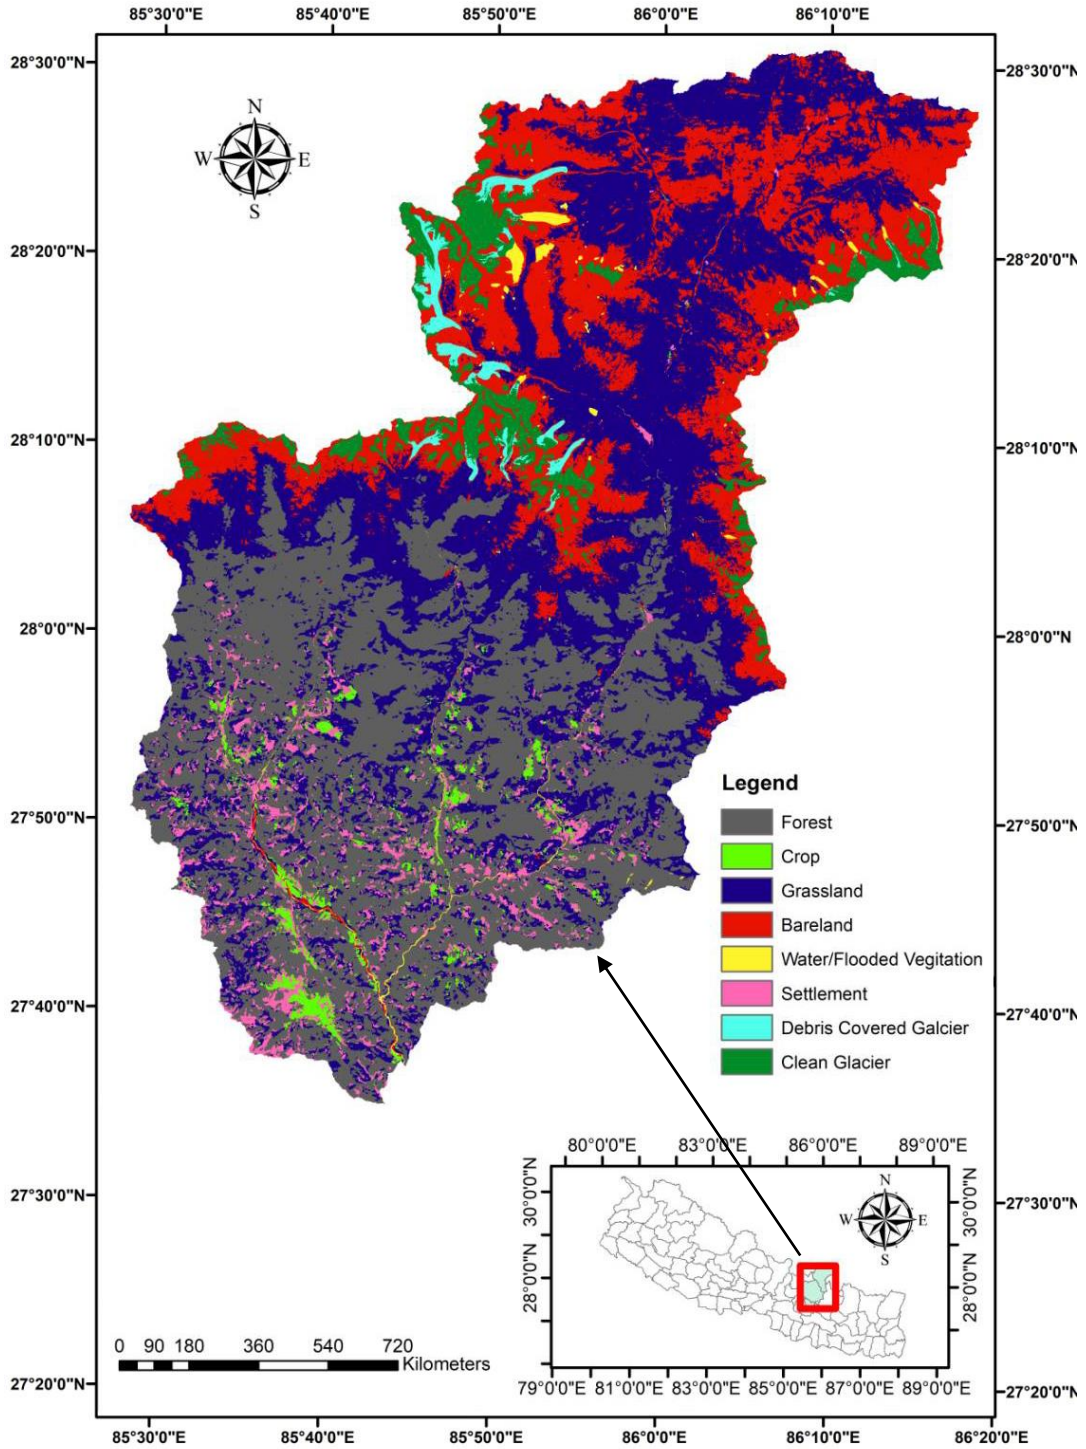 85°30'0"E 85°40'0"E 85°50'0"E 86°0'0"E 86°10'0"E
28°30'0"N
28°30'0"N
N
W E
S
28°20'0"N
28°20'0"N
28°10'0"N
28°10'0"N
28°0'0"N
28°0'0"N
27°50'0"N
27°50'0"N
Legend
Forest
Crop
Grassland
Bareland
Water/Flooded Vegitation
Settlement
Debris Covered Galcier
Clean Glacier
27°40'0"N
27°40'0"N
27°30'0"N
27°30'0"N
80°0'0"E 83°0'0"E 86°0'0"E 89°0'0"E
30°0'0"N
30°0'0"N
N
W E
S
28°0'0"N
28°0'0"N
79°0'0"E 81°0'0"E 83°0'0"E 85°0'0"E 87°0'0"E 89°0'0"E
0 90 180 360 540 720
Kilometers
27°20'0"N
27°20'0"N
85°30'0"E 85°40'0"E 85°50'0"E 86°0'0"E 86°10'0"E 86°20'0"E